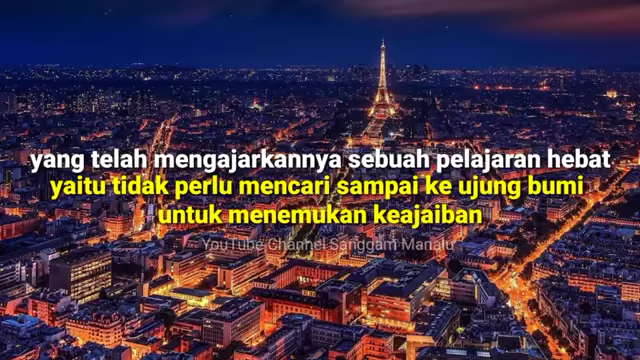 yang telah mengajarkannya sebuah pelajaran hebat
yaitu tidak perlu mencari sampai ke ujung bumi
untuk menemukan keajaiban
YouTube Channel Sanggam Manalu